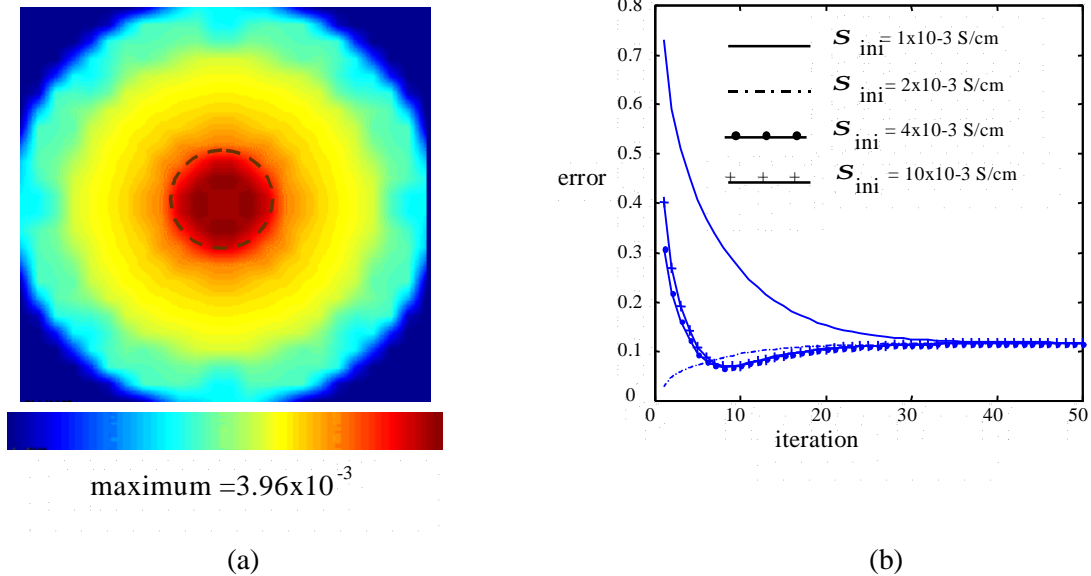 maximum =3.96x10-3
(a)
0.8
0.7
0.6
0.5
0.4
0.3
0.2
0.1
0
error
s ini = 1x10-3 S/cm
s ini = 2x10-3 S/cm
s ini = 4x10-3 S/cm
s ini = 10x10-3 S/cm
0 10 20 30 40 50
iteration
(b)